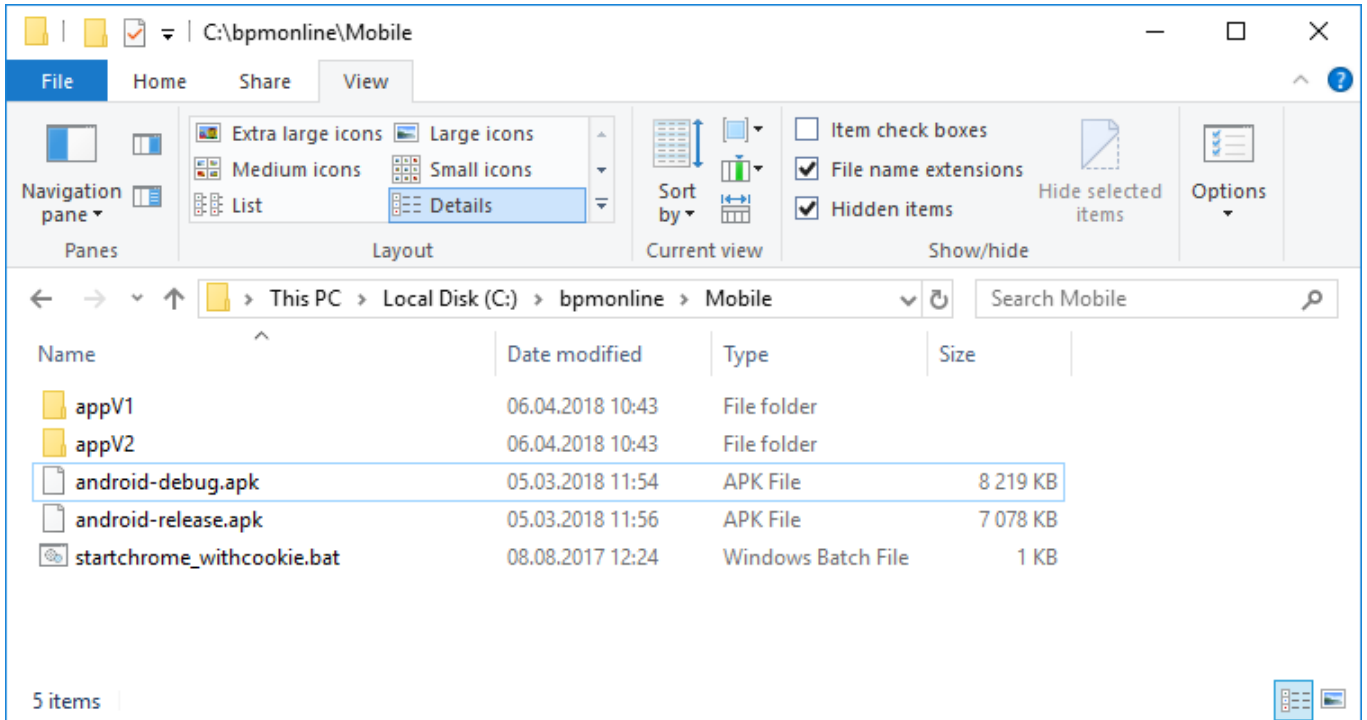 C:\bpmonline\Mobile
File Home Share View
Extra large icons Large icons
Medium icons Small icons
List Details
Navigation pane
Sort by
Item check boxes
File name extensions
Hidden items
Hide selected items
Options
Panes Layout Current view Show/hide
This PC > Local Disk (C:) > bpmonline > Mobile Search Mobile
Name Date modified Type Size
appV1 06.04.2018 10:43 File folder
appV2 06.04.2018 10:43 File folder
android-debug.apk 05.03.2018 11:54 APK File 8 219 KB
android-release.apk 05.03.2018 11:56 APK File 7 078 KB
startchrome_withcookie.bat 08.08.2017 12:24 Windows Batch File 1 KB
5 items